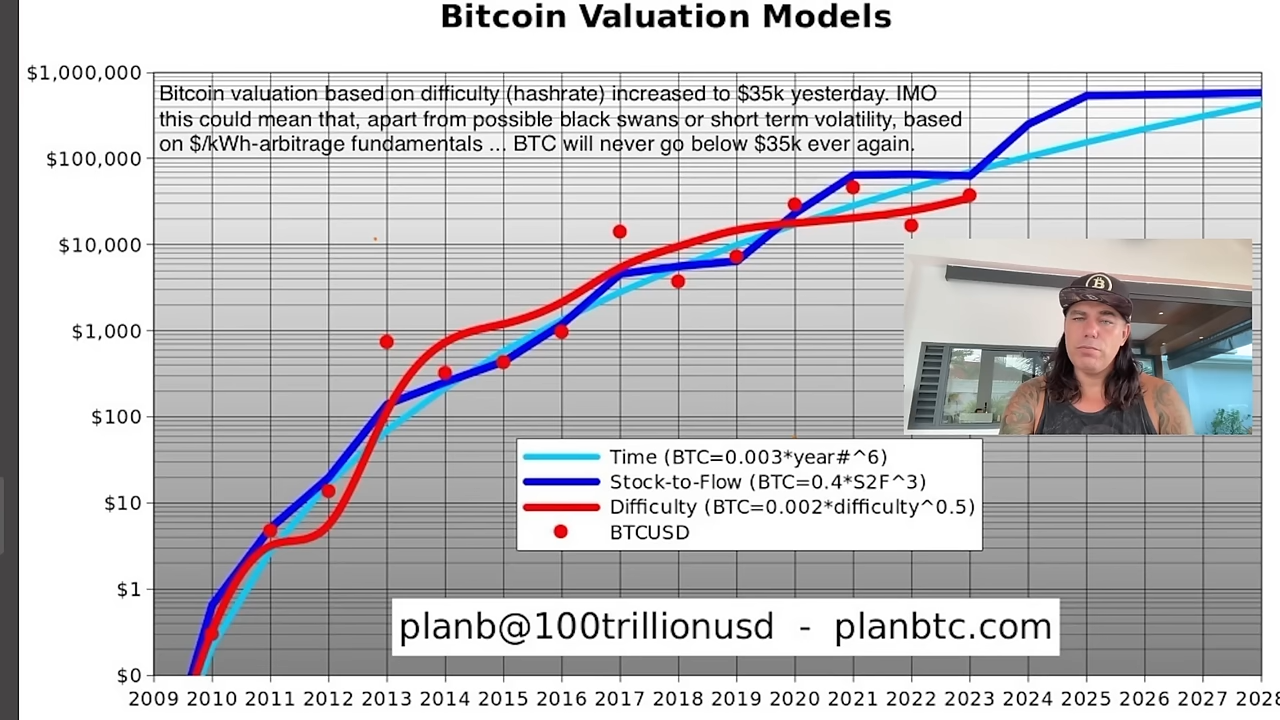 Bitcoin Valuation Models
$1,000,000
Bitcoin valuation based on difficulty (hashrate) increased to $35k yesterday. IMO
this could mean that, apart from possible black swans or short term volatility, based
on $/kWh-arbitrage fundamentals ... BTC will never go below $35k ever again.
$100,000
$10,000
$1,000
$100
$10
$1
$0
Time (BTC=0.003*year#^6)
Stock-to-Flow (BTC=0.4*S2F^3)
Difficulty (BTC=0.002*difficulty^0.5)
BTCUSD
planb@100trillionusd - planbtc.com
2009 2010 2011 2012 2013 2014 2015 2016 2017 2018 2019 2020 2021 2022 2023 2024 2025 2026 2027 2028